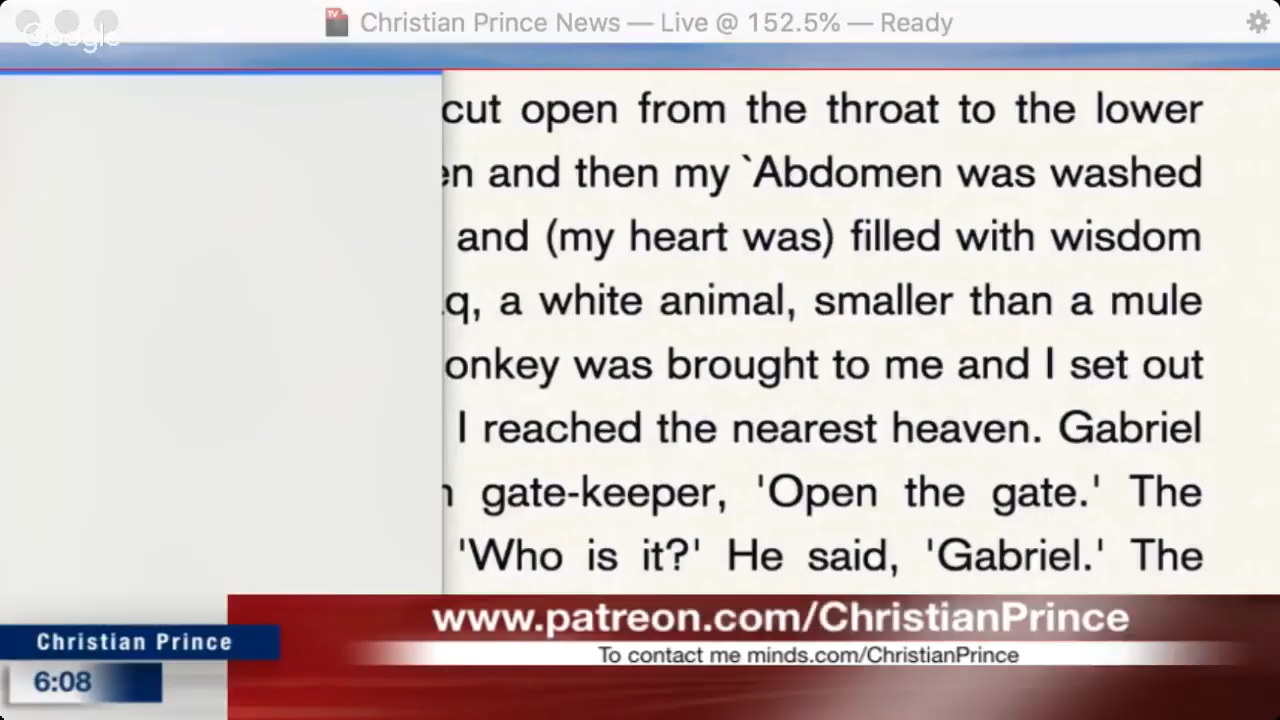 Google
TV
Christian Prince News — Live @ 152.5% — Ready
cut open from the throat to the lower
en and then my `Abdomen was washed
and (my heart was) filled with wisdom
q, a white animal, smaller than a mule
onkey was brought to me and I set out
I reached the nearest heaven. Gabriel
gate-keeper, 'Open the gate.' The
'Who is it?' He said, 'Gabriel.' The
www.patreon.com/ChristianPrince
Christian Prince
To contact me minds.com/ChristianPrince
6:08